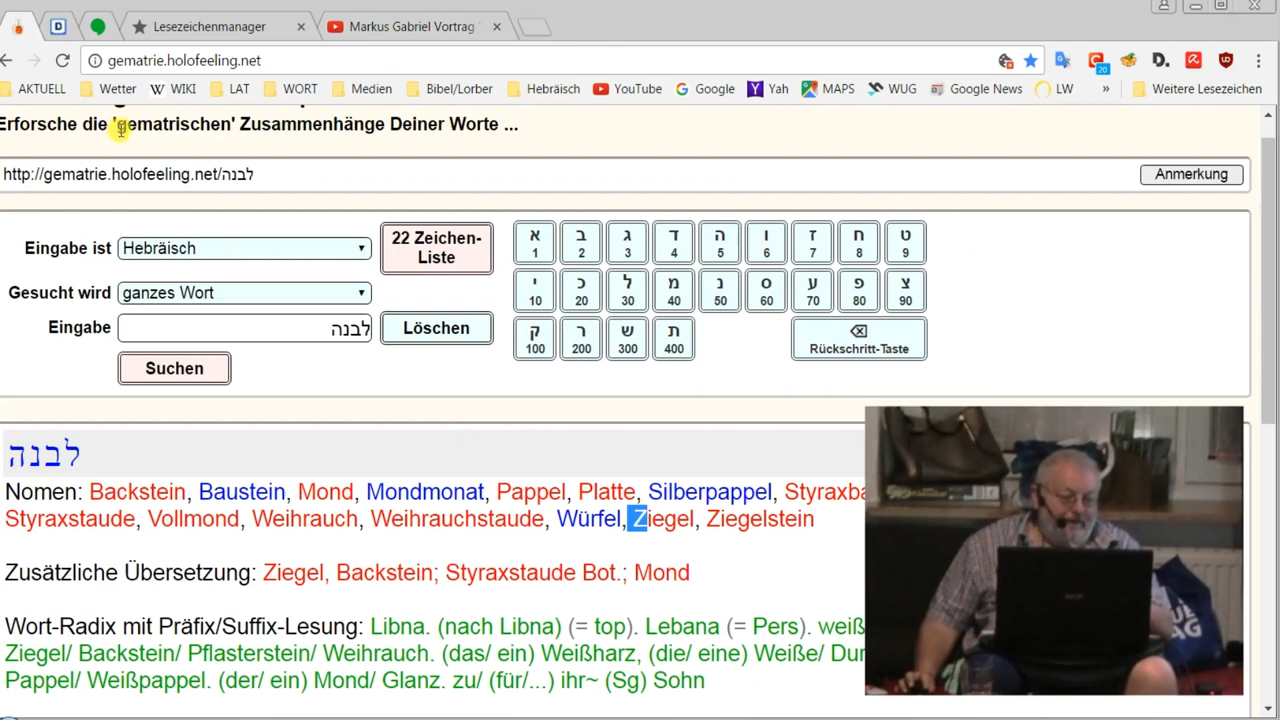 Lesezeichenmanager × Markus Gabriel Vortrag ×
gematrie.holofeeling.net
20
AKTUELL Wetter WIKI LAT WORT Medien Bibel/Lorber Hebräisch YouTube Google Yah MAPS WUG Google News LW » Weitere Lesezeichen
Erforsche die 'gematrischen' Zusammenhänge Deiner Worte ...
http://gematrie.holofeeling.net/לבנה
Anmerkung
Eingabe ist Hebräisch
Gesucht wird ganzes Wort
Eingabe לבנה
Suchen
22 Zeichen-
Liste
Löschen
א ב ג ד ה ו ז ח ט
1 2 3 4 5 6 7 8 9
י כ ל מ נ ס ע פ צ
10 20 30 40 50 60 70 80 90
ק ר ש ת
100 200 300 400
Rückschritt-Taste
לבנה
Nomen: Backstein, Baustein, Mond, Mondmonat, Pappel, Platte, Silberpappel,
Styraxstaude, Vollmond, Weihrauch, Weihrauchstaude, Würfel, Ziegel, Ziegelstein
Zusätzliche Übersetzung: Ziegel, Backstein; Styraxstaude Bot.; Mond
Wort-Radix mit Präfix/Suffix-Lesung: Libna. (nach Libna) (= top). Lebana (= Pers). weiß
Ziegel/ Backstein/ Pflasterstein/ Weihrauch. (das/ ein) Weißharz, (die/ eine) Weiße/
Pappel/ Weißpappel. (der/ ein) Mond/ Glanz. zu/ (für/...) ihr~ (Sg) Sohn